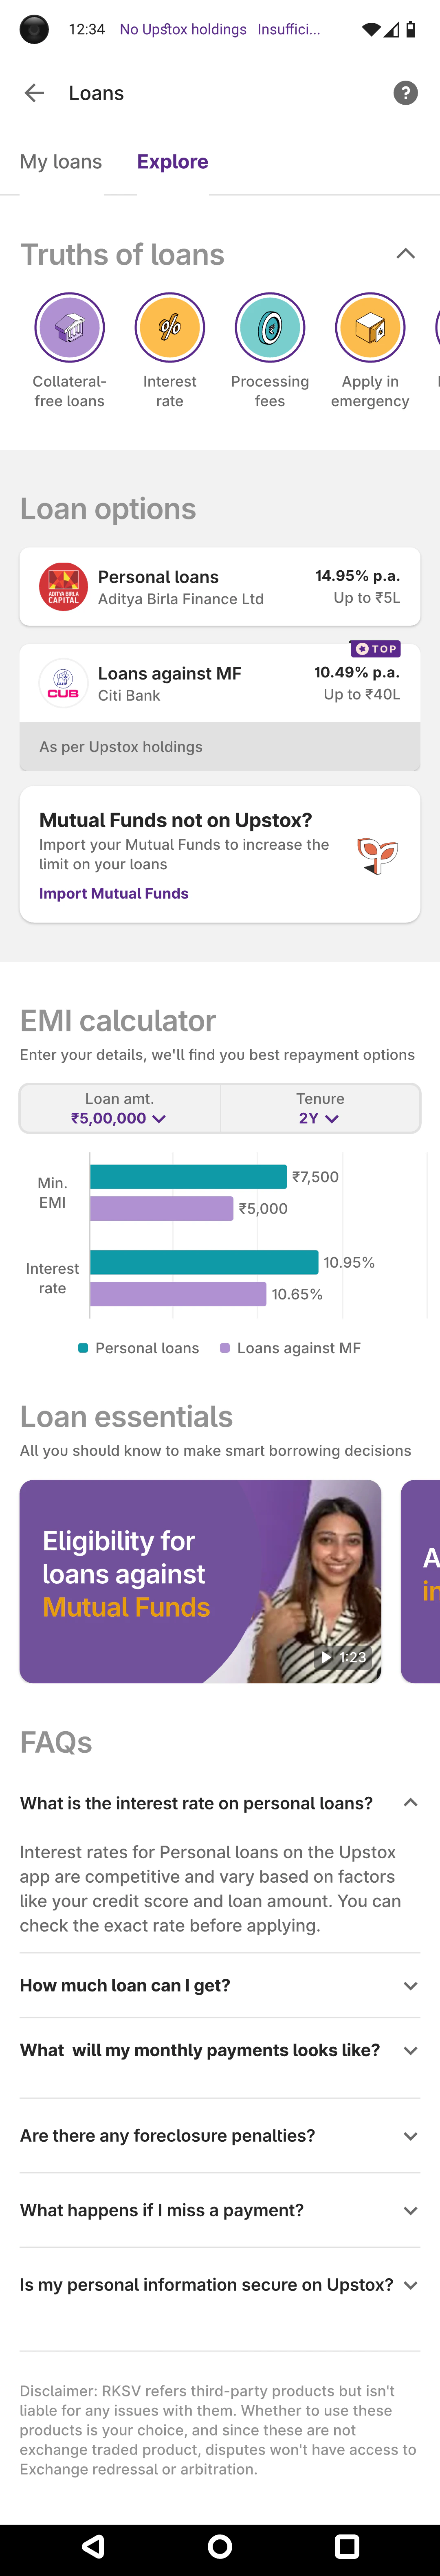 12:34 No Upstox holdings Insuffici...
Loans
?
My loans Explore
Truths of loans
Collateral-
free loans
Interest
rate
Processing
fees
Apply in
emergency
Loan options
ADITYA BIRLA
CAPITAL
Personal loans
Aditya Birla Finance Ltd
14.95% p.a.
Up to ₹5L
TOP
CUB
Loans against MF
Citi Bank
10.49% p.a.
Up to ₹40L
As per Upstox holdings
Mutual Funds not on Upstox?
Import your Mutual Funds to increase the
limit on your loans
Import Mutual Funds
EMI calculator
Enter your details, we'll find you best repayment options
Loan amt.
₹5,00,000
Tenure
2Y
Min.
EMI
₹7,500
₹5,000
Interest
rate
10.95%
10.65%
Personal loans Loans against MF
Loan essentials
All you should know to make smart borrowing decisions
Eligibility for
loans against
Mutual Funds
1:23
A
in
FAQs
What is the interest rate on personal loans?
Interest rates for Personal loans on the Upstox
app are competitive and vary based on factors
like your credit score and loan amount. You can
check the exact rate before applying.
How much loan can I get?
What  will my monthly payments looks like?
Are there any foreclosure penalties?
What happens if I miss a payment?
Is my personal information secure on Upstox?
Disclaimer: RKSV refers third-party products but isn't
liable for any issues with them. Whether to use these
products is your choice, and since these are not
exchange traded product, disputes won't have access to
Exchange redressal or arbitration.